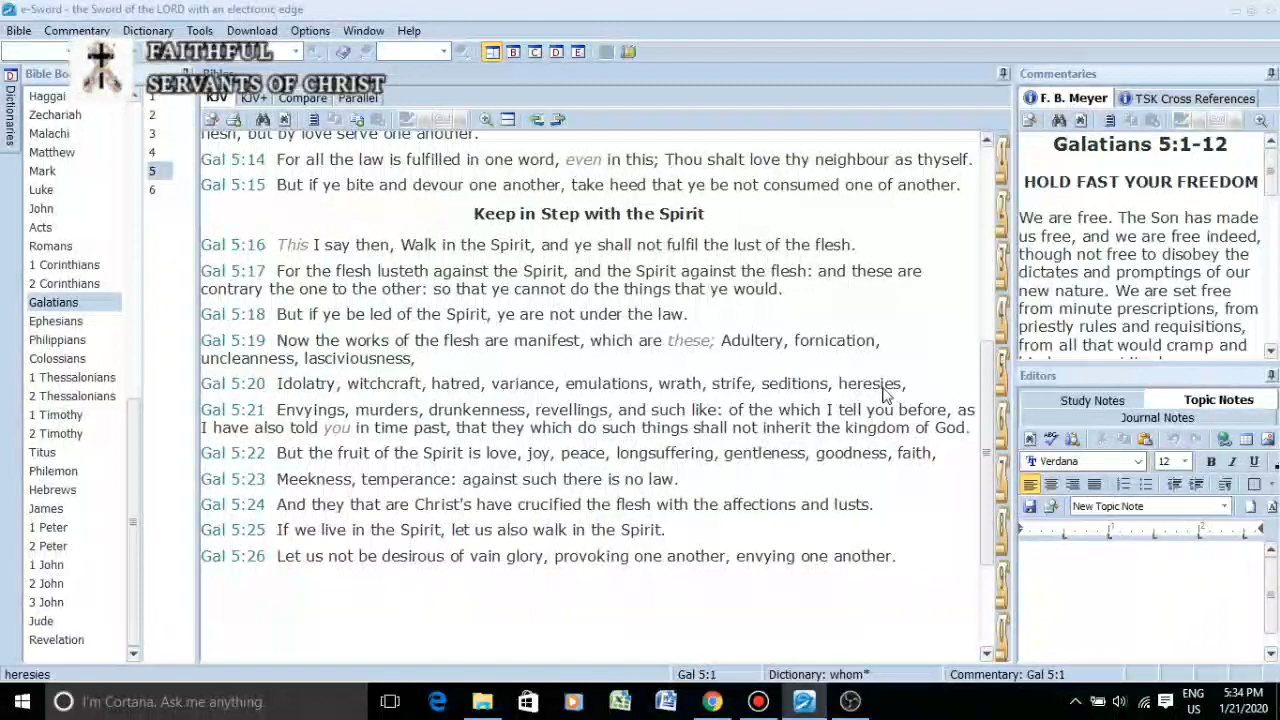 e-Sword - the Sword of the LORD with an electronic edge
Bible Commentary Dictionary Tools Download Options Window Help
B C D E
FAITHFUL
SERVANTS OF CHRIST
D
Dictionaries
Bible
Haggai
Zechariah
Malachi
Matthew
Mark
Luke
John
Acts
Romans
1 Corinthians
2 Corinthians
Galatians
Ephesians
Philippians
Colossians
1 Thessalonians
2 Thessalonians
1 Timothy
2 Timothy
Titus
Philemon
Hebrews
James
1 Peter
2 Peter
1 John
2 John
3 John
Jude
Revelation
1
2
3
4
5
6
KJV KJV+ Compare Parallel
flesh, but by love serve one another.
Gal 5:14 For all the law is fulfilled in one word, even in this; Thou shalt love thy neighbour as thyself.
Gal 5:15 But if ye bite and devour one another, take heed that ye be not consumed one of another.
Keep in Step with the Spirit
Gal 5:16 This I say then, Walk in the Spirit, and ye shall not fulfil the lust of the flesh.
Gal 5:17 For the flesh lusteth against the Spirit, and the Spirit against the flesh: and these are
contrary the one to the other: so that ye cannot do the things that ye would.
Gal 5:18 But if ye be led of the Spirit, ye are not under the law.
Gal 5:19 Now the works of the flesh are manifest, which are these; Adultery, fornication,
uncleanness, lasciviousness,
Gal 5:20 Idolatry, witchcraft, hatred, variance, emulations, wrath, strife, seditions, heresies,
Gal 5:21 Envyings, murders, drunkenness, revellings, and such like: of the which I tell you before, as
I have also told you in time past, that they which do such things shall not inherit the kingdom of God.
Gal 5:22 But the fruit of the Spirit is love, joy, peace, longsuffering, gentleness, goodness, faith,
Gal 5:23 Meekness, temperance: against such there is no law.
Gal 5:24 And they that are Christ's have crucified the flesh with the affections and lusts.
Gal 5:25 If we live in the Spirit, let us also walk in the Spirit.
Gal 5:26 Let us not be desirous of vain glory, provoking one another, envying one another.
Commentaries
F. B. Meyer TSK Cross References
Galatians 5:1-12
HOLD FAST YOUR FREEDOM
We are free. The Son has made
us free, and we are free indeed,
though not free to disobey the
dictates and promptings of our
new nature. We are set free
from minute prescriptions, from
priestly rules and requisitions,
from all that would cramp and
Editors
Study Notes Topic Notes
Journal Notes
Verdana 12 B I U
New Topic Note
1 2
heresies Gal 5:1 Dictionary: whom* Commentary: Gal 5:1
I'm Cortana. Ask me anything.
ENG
US
5:34 PM
1/21/2020